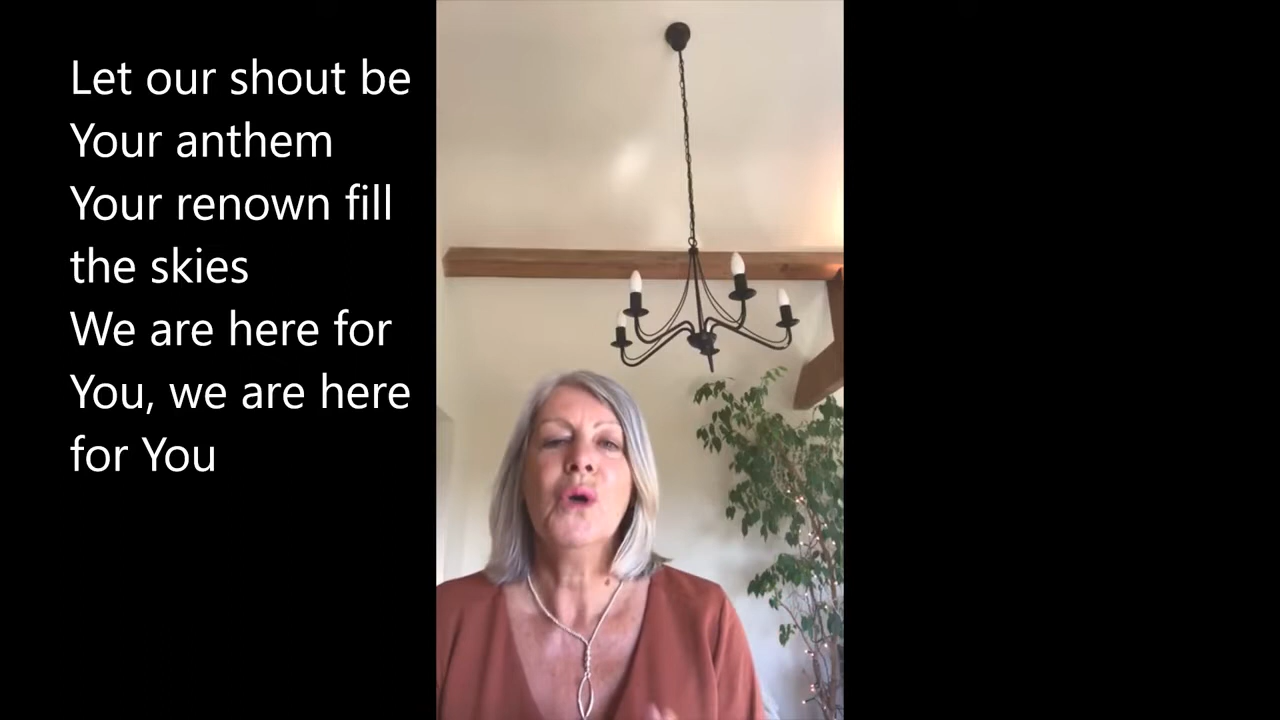 Let our shout be
Your anthem
Your renown fill
the skies
We are here for
You, we are here
for You